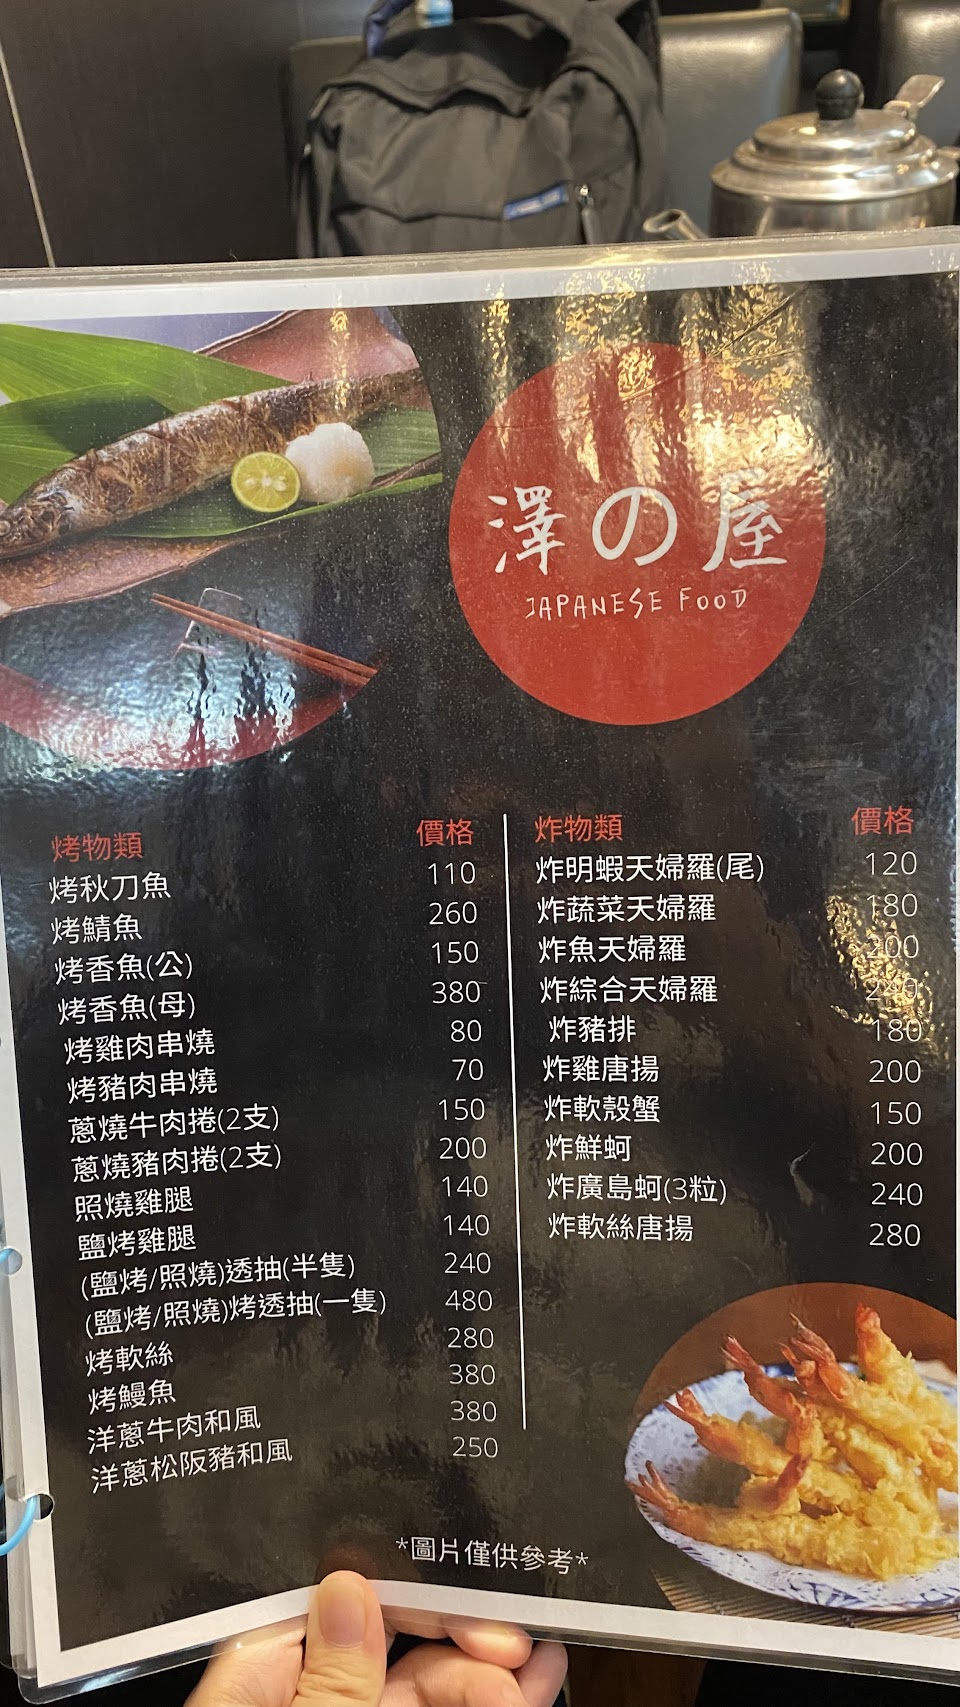 澤の屋
JAPANESE FOOD
烤物類 價格
烤秋刀魚 110
烤鯖魚 260
烤香魚(公) 150
烤香魚(母) 380
烤雞肉串燒 80
烤豬肉串燒 70
蔥燒牛肉捲(2支) 150
蔥燒豬肉捲(2支) 200
照燒雞腿 140
鹽烤雞腿 140
(鹽烤/照燒)透抽(半隻) 240
(鹽烤/照燒)烤透抽(一隻) 480
烤軟絲 280
烤鰻魚 380
洋蔥牛肉和風 380
洋蔥松阪豬和風 250
炸物類 價格
炸明蝦天婦羅(尾) 120
炸蔬菜天婦羅 180
炸魚天婦羅 200
炸綜合天婦羅 240
炸豬排 180
炸雞唐揚 200
炸軟殼蟹 150
炸鮮蚵 200
炸廣島蚵(3粒) 240
炸軟絲唐揚 280
*圖片僅供參考*